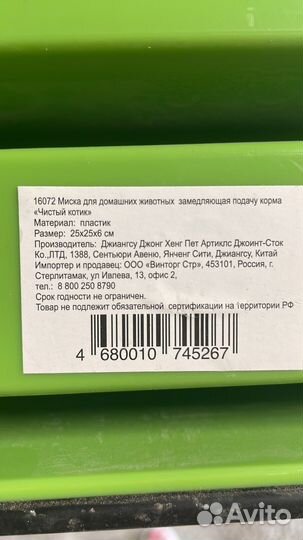 16072 Миска для домашних животных замедляющая подачу корма
«Чистый котик»
Материал: пластик
Размер: 25x25x6 см
Производитель: Джиангсу Джонг Хенг Пет Артиклс Джоинт-Сток
Ко.,ЛТД, 1388, Сентьюри Авеню, Янченг Сити, Джиангсу, Китай
Импортер и продавец: ООО «Винторг Стр», 453101, Россия, г.
Стерлитамак, ул Ивлева, 13, офис 2,
тел.: 8 800 250 8790
Срок годности не ограничен.
Товар не подлежит обязательной сертификации на территории РФ
4 680010 745267
Avito